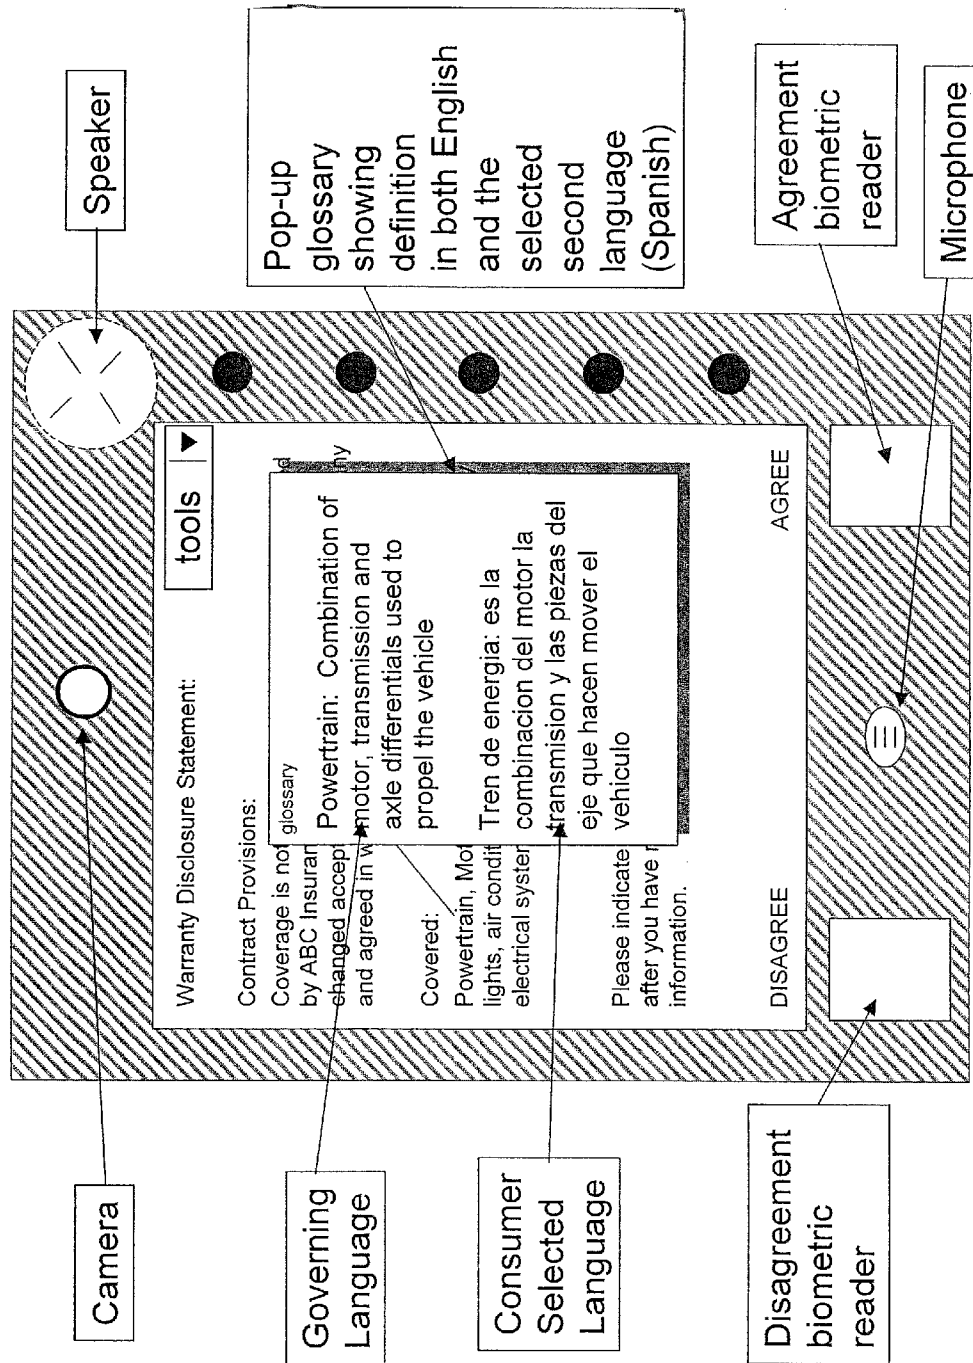 Camera
Speaker
Governing
Language
Consumer
Selected
Language
Disagreement
biometric
reader
Warranty Disclosure Statement:
tools
Contract Provisions:
Coverage is not
by ABC Insuran
changed accep
and agreed in w
Covered:
Powertrain, Mot
lights, air condit
electrical system
Please indicate
after you have r
information.
DISAGREE
AGREE
glossary
Powertrain: Combination of
motor, transmission and
axle differentials used to
propel the vehicle
Tren de energia: es la
combinacion del motor la
transmision y las piezas del
eje que hacen mover el
vehiculo
Pop-up
glossary
showing
definition
in both English
and the
selected
second
language
(Spanish)
Agreement
biometric
reader
Microphone